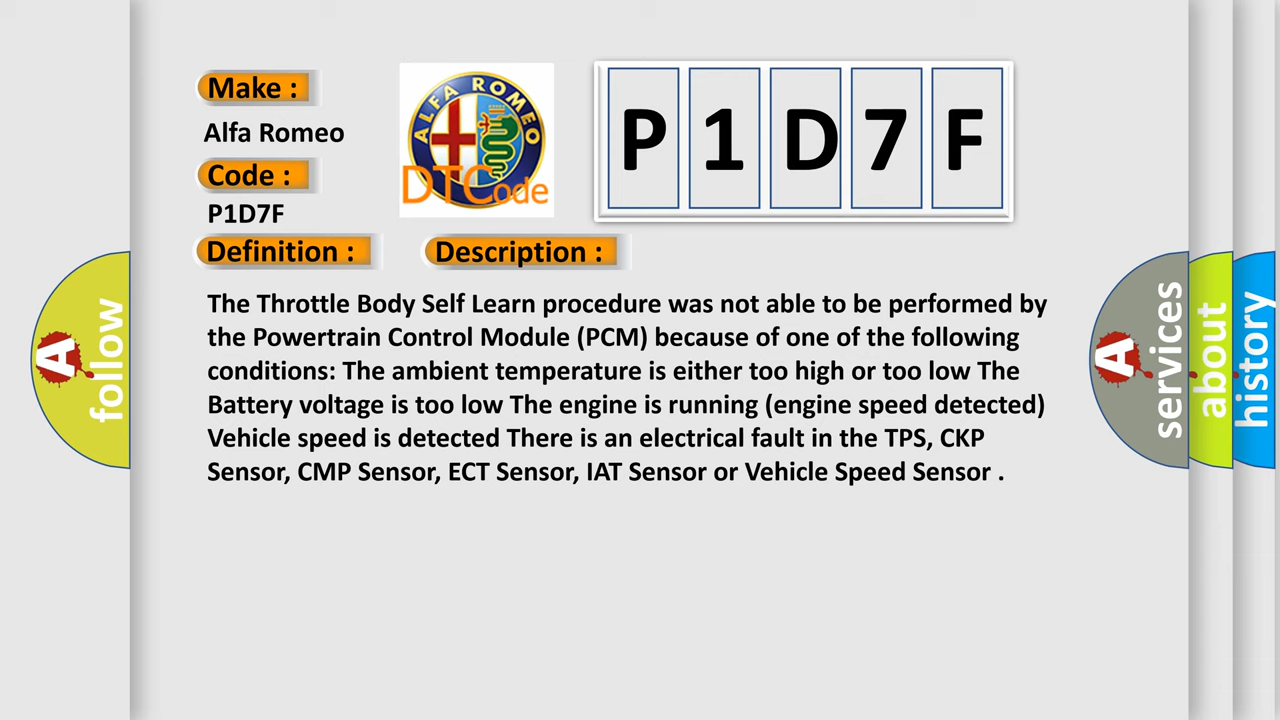 Make :
Alfa Romeo
Code :
P1D7F
ALFA ROMEO
DTCode
P 1 D 7 F
Definition :
Description :
The Throttle Body Self Learn procedure was not able to be performed by
the Powertrain Control Module (PCM) because of one of the following
conditions: The ambient temperature is either too high or too low The
Battery voltage is too low The engine is running (engine speed detected)
Vehicle speed is detected There is an electrical fault in the TPS, CKP
Sensor, CMP Sensor, ECT Sensor, IAT Sensor or Vehicle Speed Sensor .
A
follow
A
services
about
history